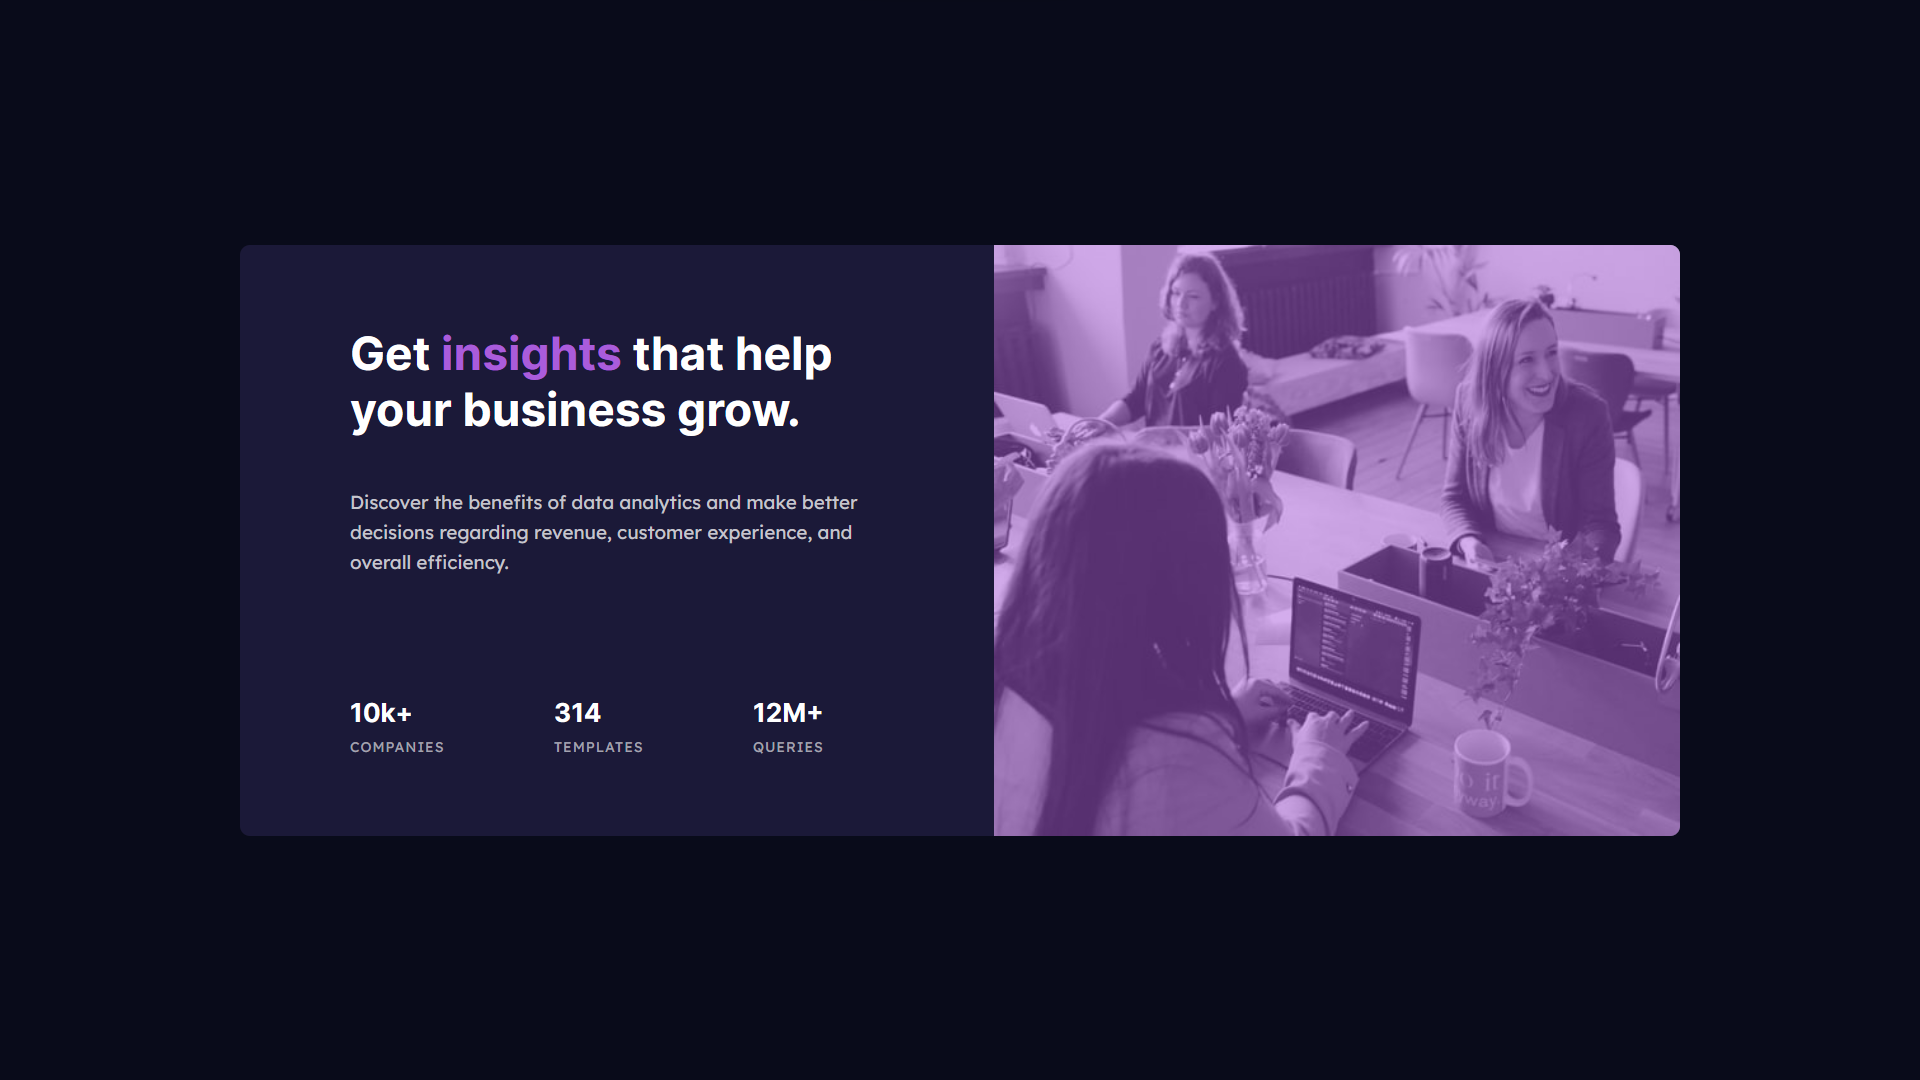 Get insights that help
your business grow.
Discover the benefits of data analytics and make better
decisions regarding revenue, customer experience, and
overall efficiency.
10k+
COMPANIES
314
TEMPLATES
12M+
QUERIES